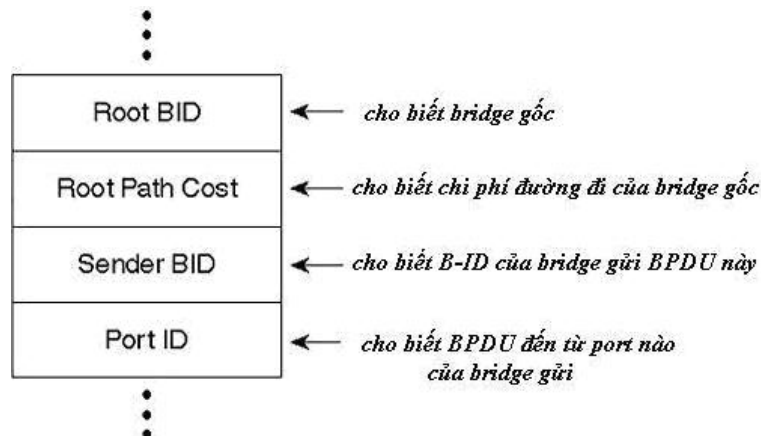 Root BID
cho biết bridge gốc
Root Path Cost
cho biết chi phí đường đi của bridge gốc
Sender BID
cho biết B-ID của bridge gửi BPDU này
Port ID
cho biết BPDU đến từ port nào
của bridge gửi